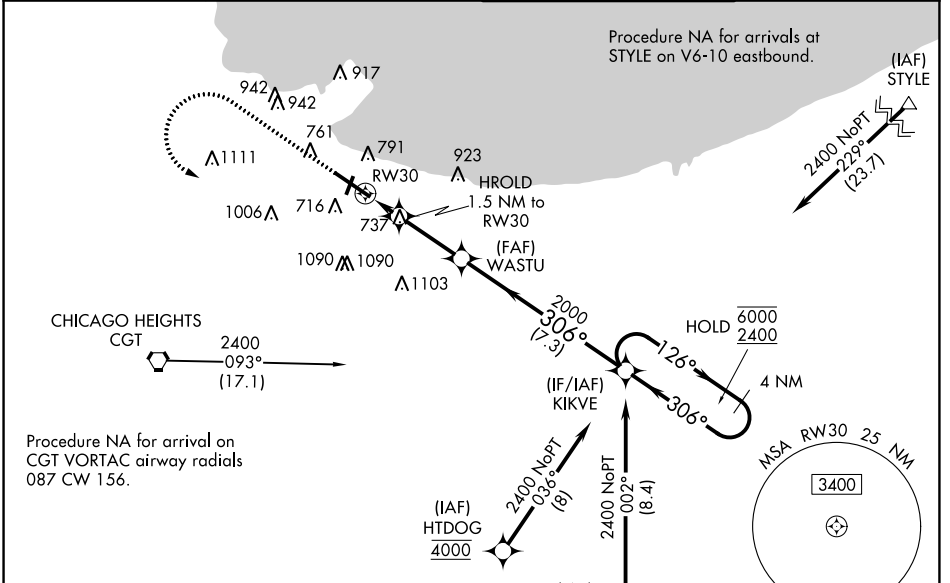 Procedure NA for arrivals at
STYLE on V6-10 eastbound.
(IAF)
STYLE
2400 NoPT
229°
(23.7)
917
942
942
761
791
1111
RW30
923
HROLD
1.5 NM to
RW30
1006
716
737
(FAF)
WASTU
1090
1090
1103
CHICAGO HEIGHTS
CGT
2400
093°
(17.1)
2000
306°
(7.3)
HOLD
6000
2400
126°
4 NM
306°
(IF/IAF)
KIKVE
Procedure NA for arrival on
CGT VORTAC airway radials
087 CW 156.
2400 NoPT
036°
(8)
2400 NoPT
002°
(8.4)
(IAF)
HTDOG
4000
MSA RW30 25 NM
3400